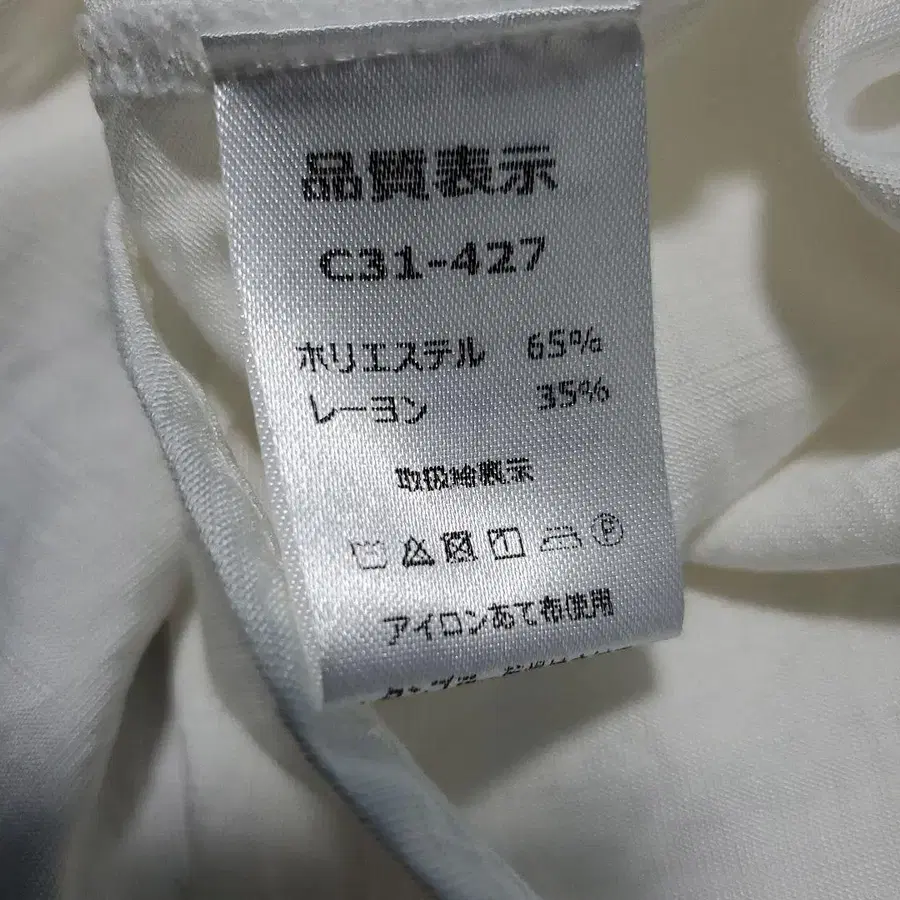 品質表示
C31-427
ポリエステル 65%
レーヨン 35%
取扱絵表示
P
アイロンあて布使用